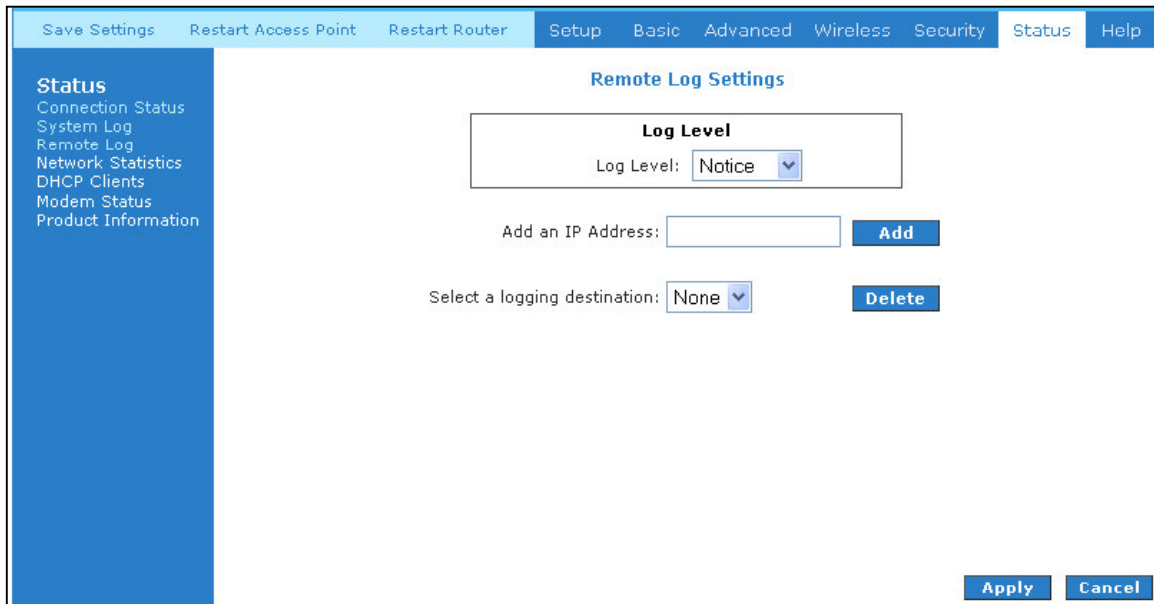 Save Settings Restart Access Point Restart Router Setup Basic Advanced Wireless Security Status Help
Status
Connection Status
System Log
Remote Log
Network Statistics
DHCP Clients
Modem Status
Product Information
Remote Log Settings
Log Level
Log Level: Notice
Add an IP Address: Add
Select a logging destination: None Delete
Apply Cancel